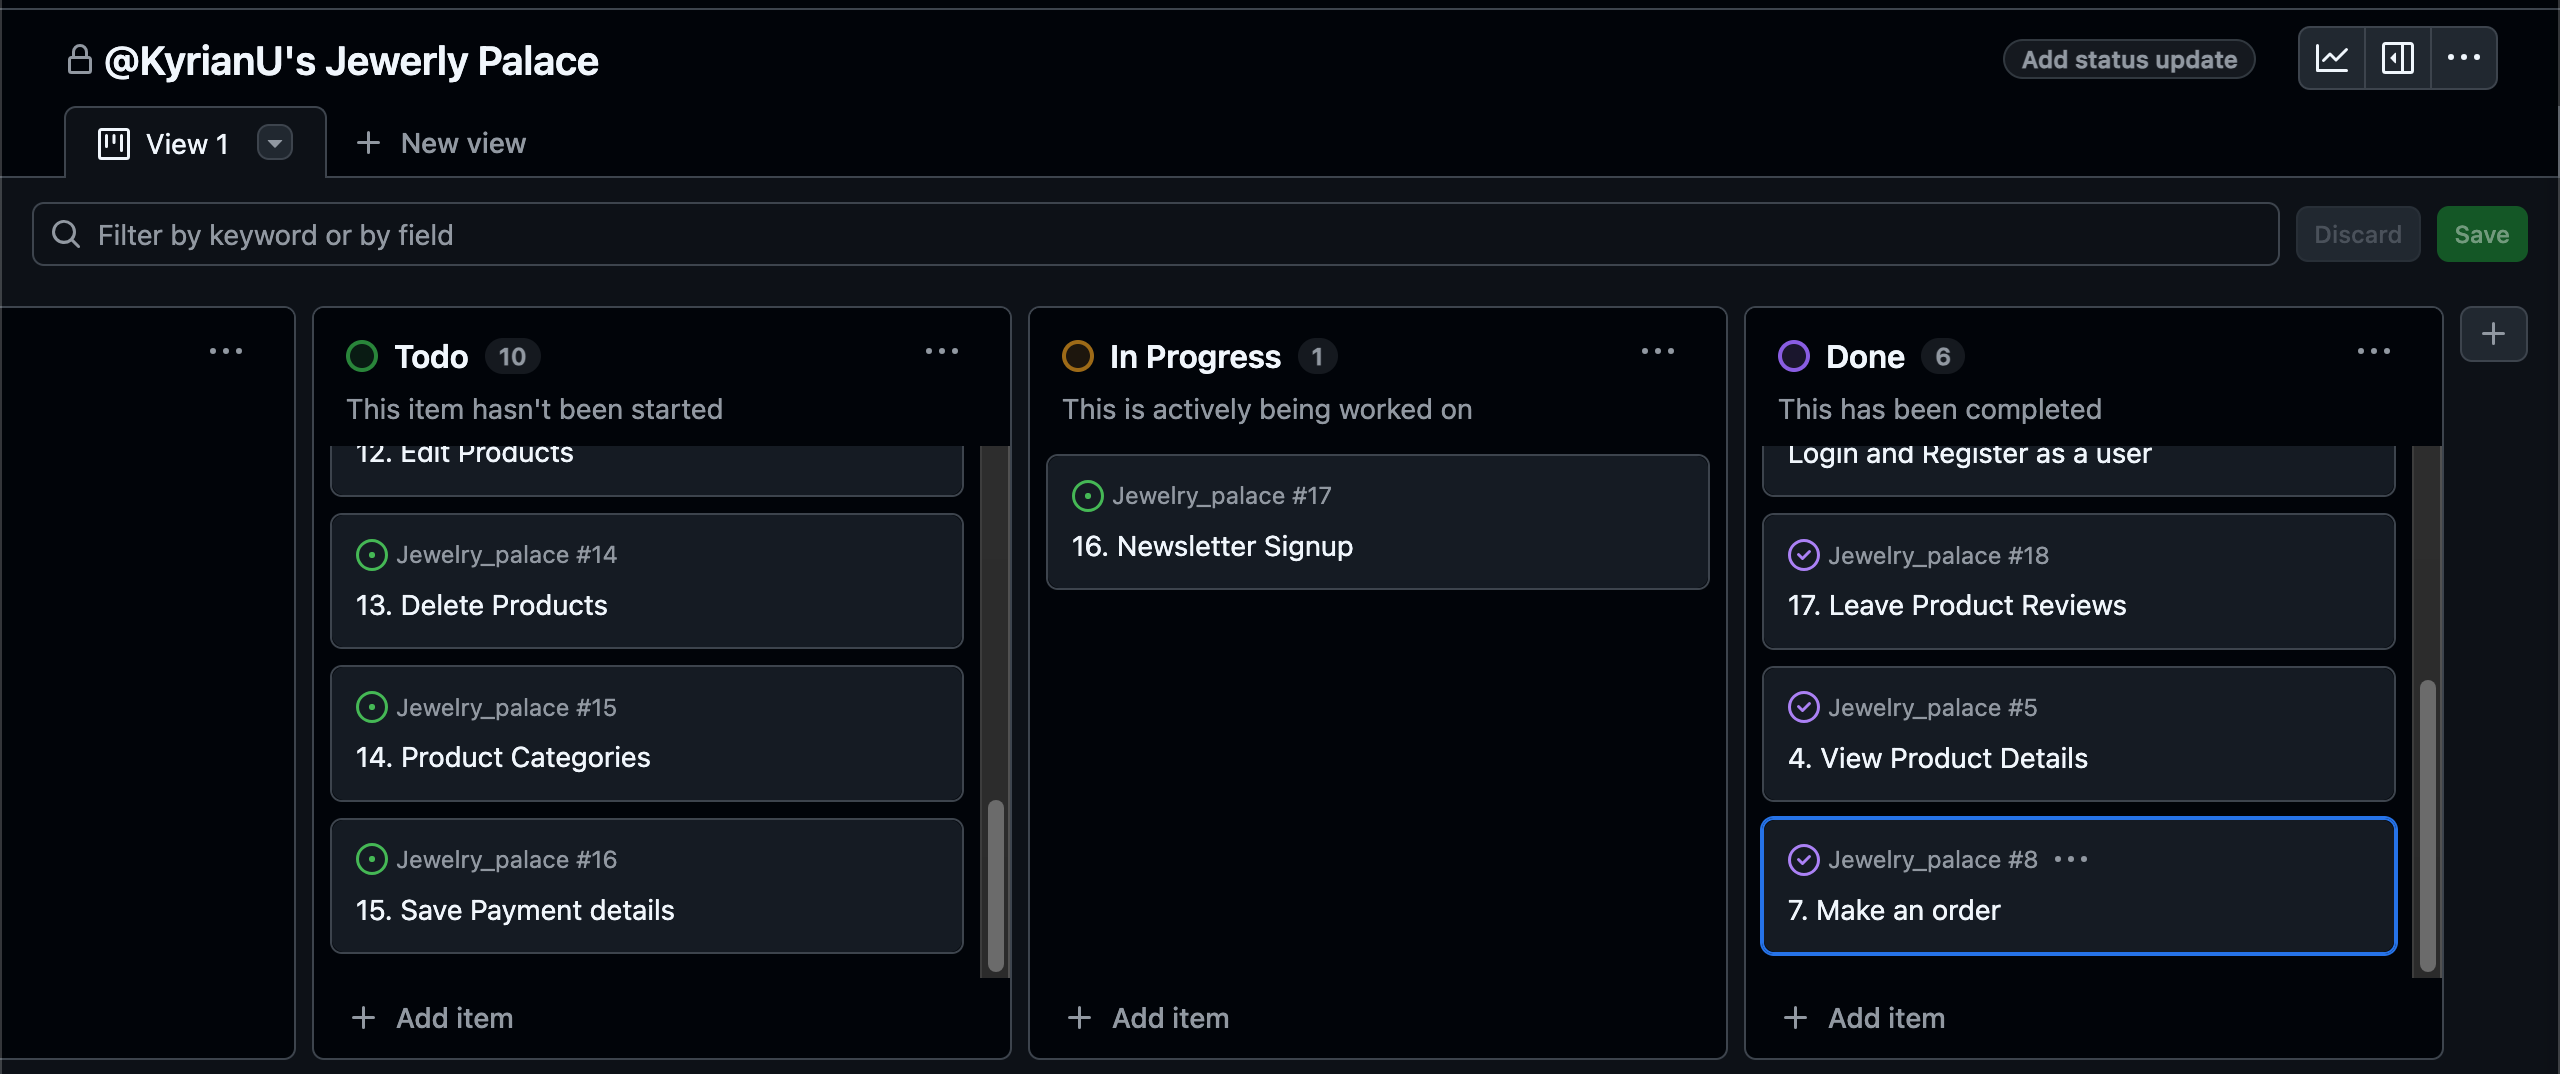 @KyrianU's Jewerly Palace
Add status update
View 1
New view
Filter by keyword or by field
Discard
Save
Todo 10
This item hasn't been started
12. Edit Products
Jewelry_palace #14
13. Delete Products
Jewelry_palace #15
14. Product Categories
Jewelry_palace #16
15. Save Payment details
Add item
In Progress 1
This is actively being worked on
Jewelry_palace #17
16. Newsletter Signup
Add item
Done 6
This has been completed
Login and Register as a user
Jewelry_palace #18
17. Leave Product Reviews
Jewelry_palace #5
4. View Product Details
Jewelry_palace #8
7. Make an order
Add item